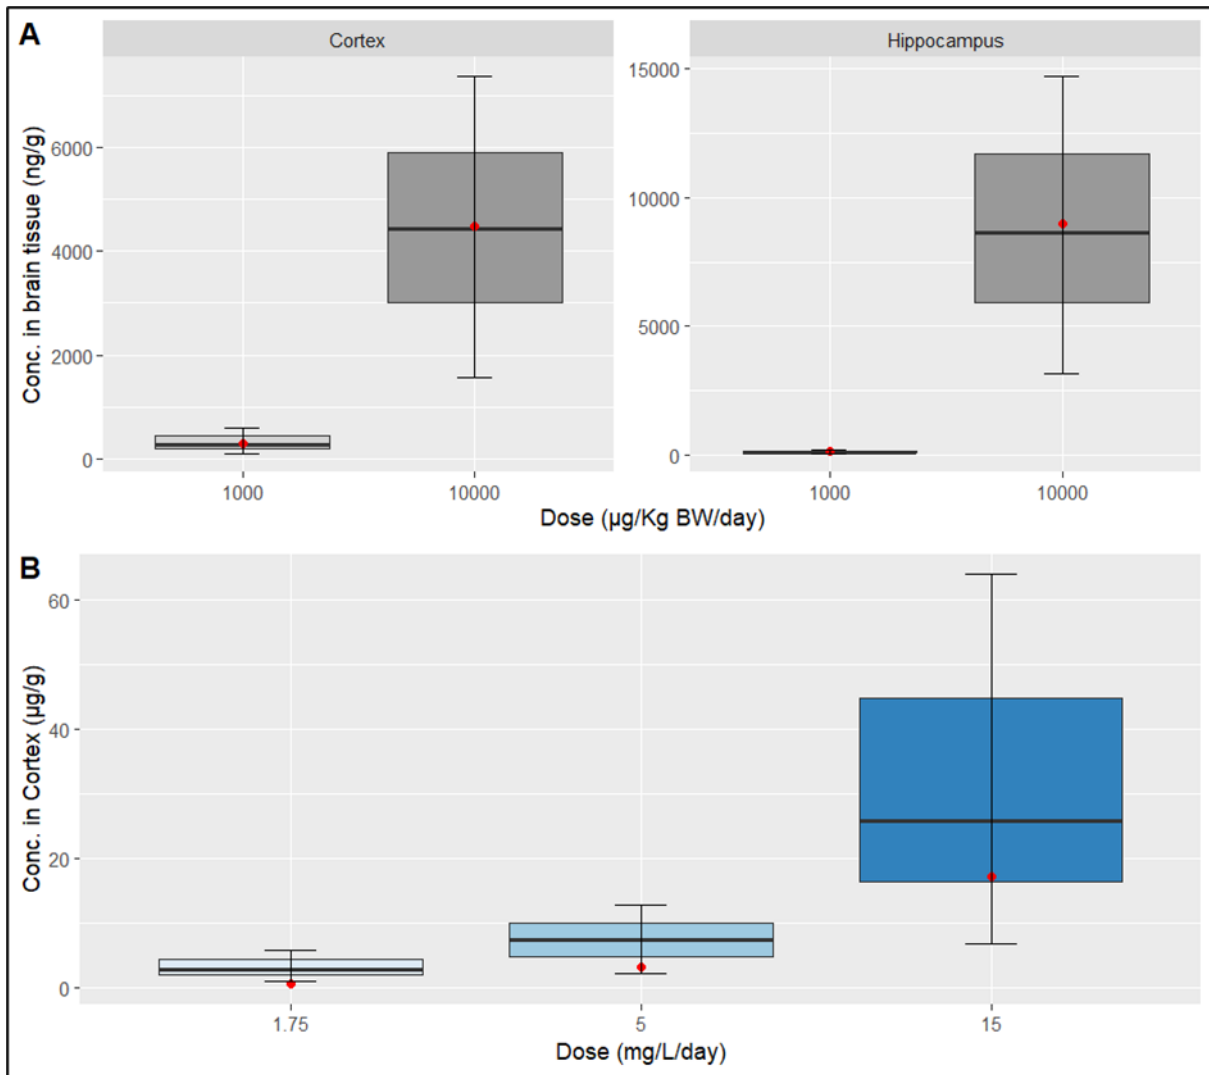 A
Cortex
Hippocampus
Conc. in brain tissue (ng/g)
6000
4000
2000
0
15000
10000
5000
0
1000
10000
1000
10000
Dose (µg/Kg BW/day)
B
Conc. in Cortex (µg/g)
60
40
20
0
1.75
5
15
Dose (mg/L/day)